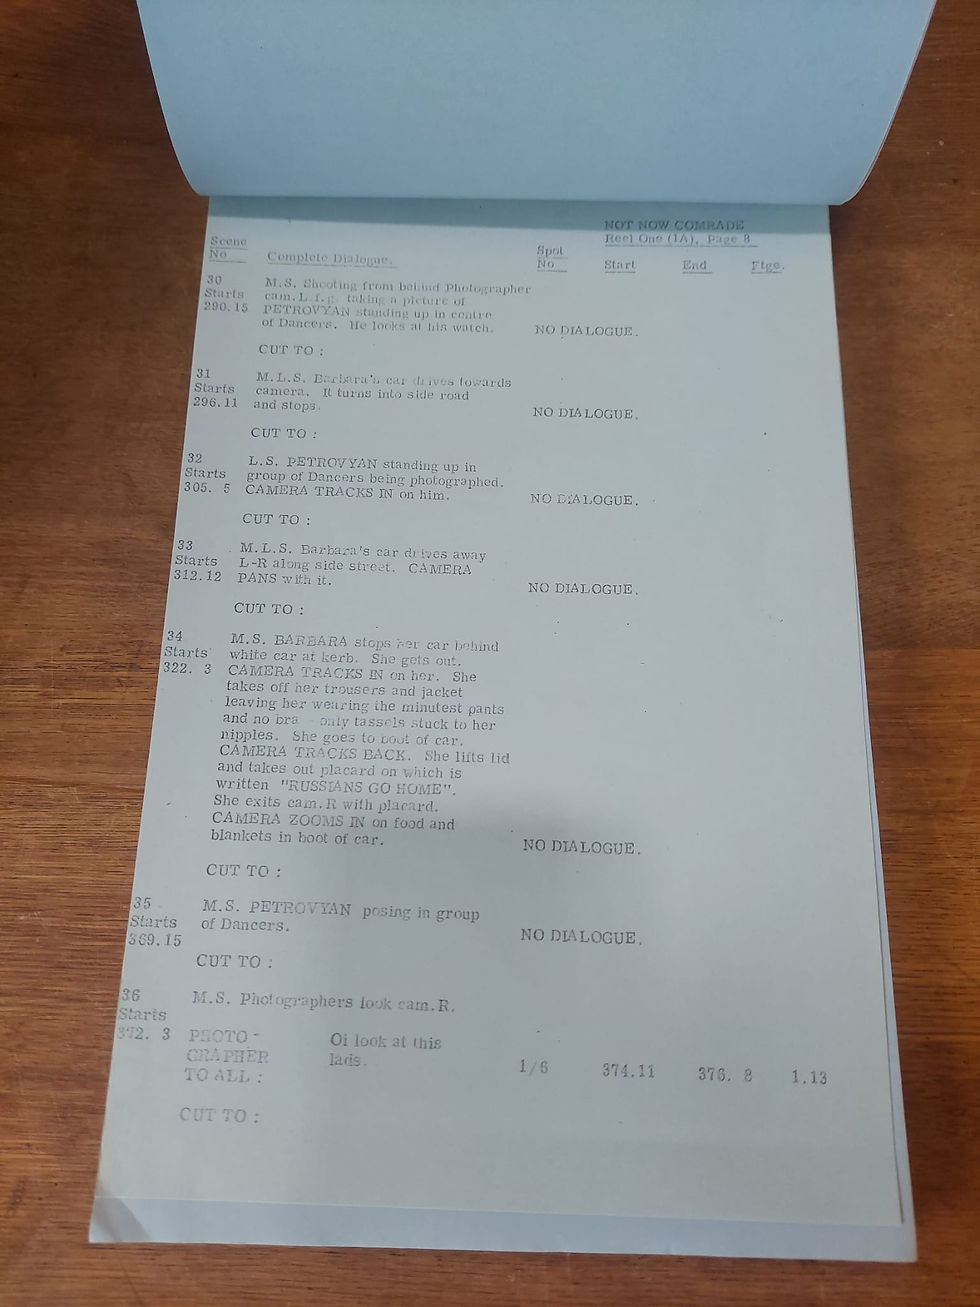 NOT NOW COMRADE
Reel One (1A), Page 8
Scene No Complete Dialogue. Spot No Start End Ftge.
30 M.S. Shooting from behind Photographer
Starts cam.L.f.g. taking a picture of
290.15 PETROVYAN standing up in centre
of Dancers. He looks at his watch. NO DIALOGUE.
CUT TO :
31 M.L.S. Barbara's car drives towards
Starts camera. It turns into side road
296.11 and stops. NO DIALOGUE.
CUT TO :
32 L.S. PETROVYAN standing up in
Starts group of Dancers being photographed.
305. 5 CAMERA TRACKS IN on him. NO DIALOGUE.
CUT TO :
33 M.L.S. Barbara's car drives away
Starts L-R along side street. CAMERA
312.12 PANS with it. NO DIALOGUE.
CUT TO :
34 M.S. BARBARA stops her car behind
Starts white car at kerb. She gets out.
322. 3 CAMERA TRACKS IN on her. She
takes off her trousers and jacket
leaving her wearing the minutest pants
and no bra - only tassels stuck to her
nipples. She goes to boot of car.
CAMERA TRACKS BACK. She lifts lid
and takes out placard on which is
written "RUSSIANS GO HOME".
She exits cam.R with placard.
CAMERA ZOOMS IN on food and
blankets in boot of car. NO DIALOGUE.
CUT TO :
35 M.S. PETROVYAN posing in group
Starts of Dancers.
369.15 NO DIALOGUE.
CUT TO :
36 M.S. Photographers look cam.R.
Starts
372. 3 PHOTO- Oi look at this
GRAPHER lads.
TO ALL : 1/6 374.11 376. 8 1.13
CUT TO :